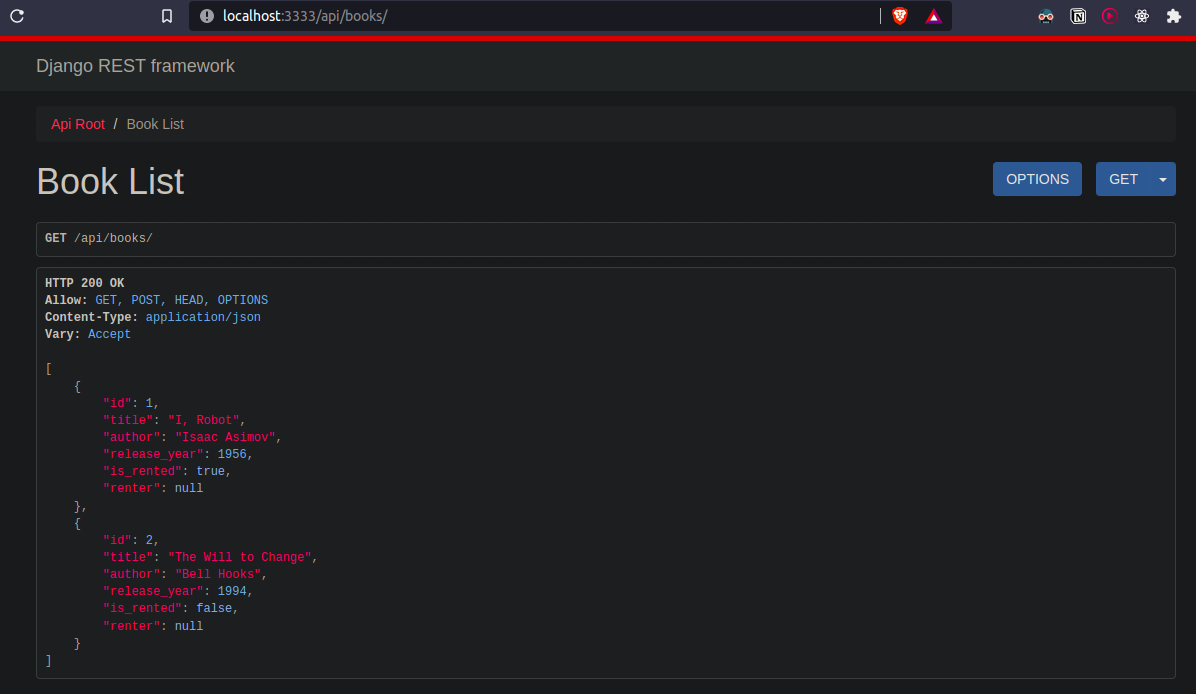 localhost:3333/api/books/
Django REST framework
Api Root / Book List
Book List
OPTIONS
GET
GET /api/books/
HTTP 200 OK
Allow: GET, POST, HEAD, OPTIONS
Content-Type: application/json
Vary: Accept
[
    {
        "id": 1,
        "title": "I, Robot",
        "author": "Isaac Asimov",
        "release_year": 1956,
        "is_rented": true,
        "renter": null
    },
    {
        "id": 2,
        "title": "The Will to Change",
        "author": "Bell Hooks",
        "release_year": 1994,
        "is_rented": false,
        "renter": null
    }
]